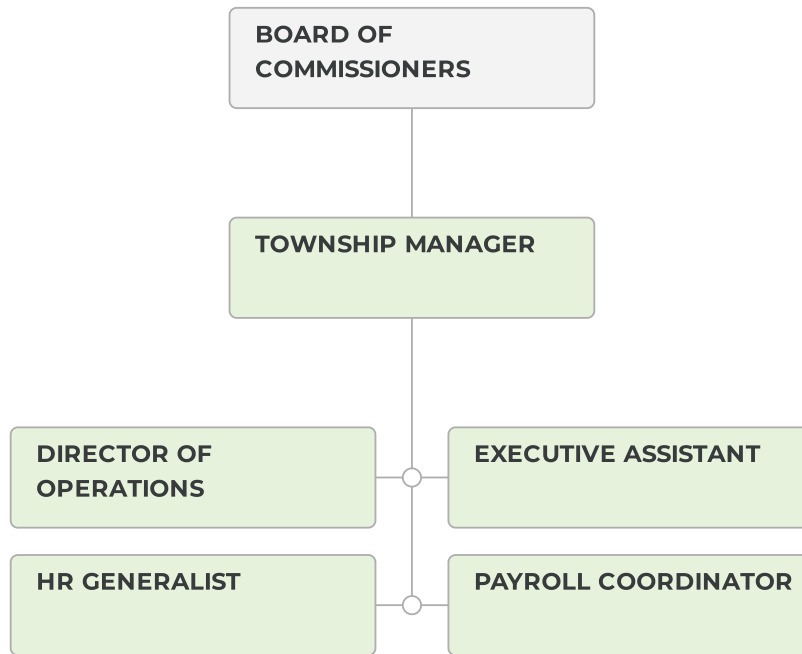 BOARD OF
COMMISSIONERS
TOWNSHIP MANAGER
DIRECTOR OF
OPERATIONS
EXECUTIVE ASSISTANT
HR GENERALIST
PAYROLL COORDINATOR